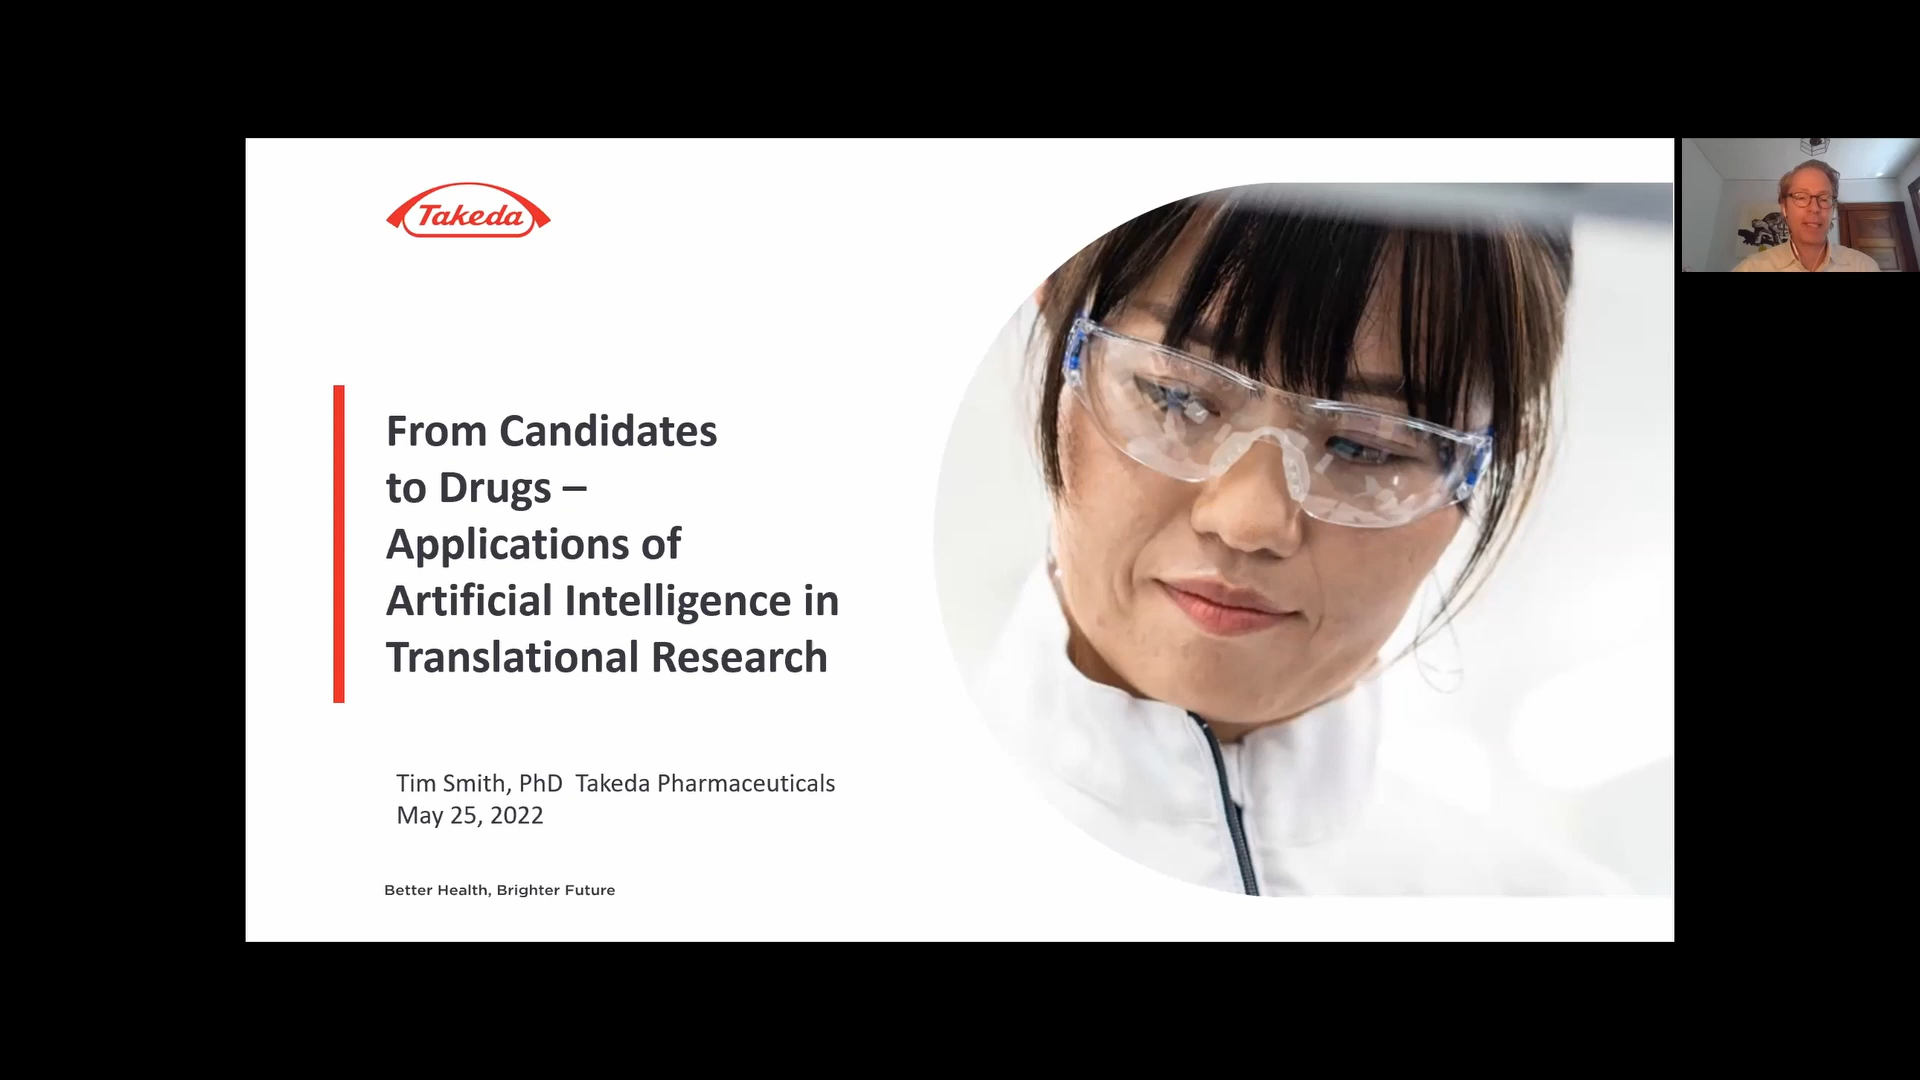 Takeda
From Candidates
to Drugs –
Applications of
Artificial Intelligence in
Translational Research
Tim Smith, PhD  Takeda Pharmaceuticals
May 25, 2022
Better Health, Brighter Future